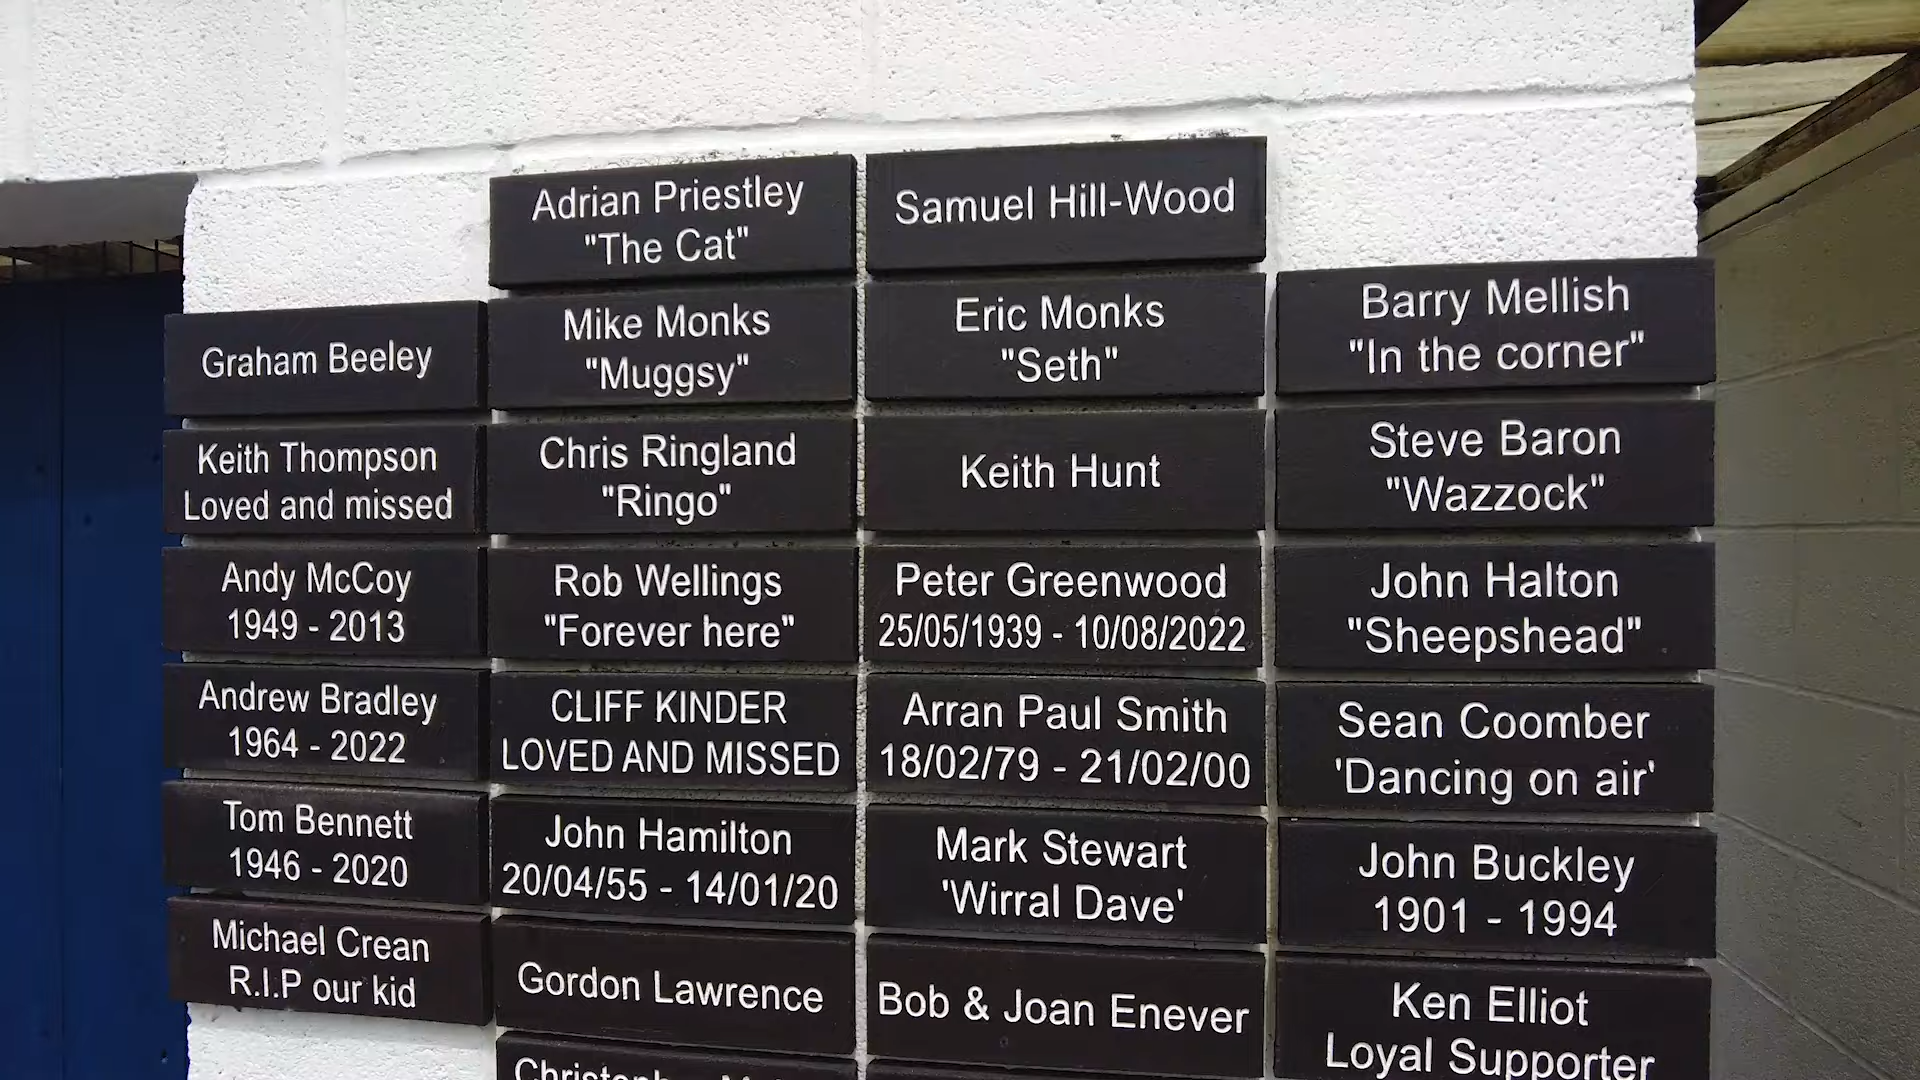 Graham Beeley
Keith Thompson
Loved and missed
Andy McCoy
1949 - 2013
Andrew Bradley
1964 - 2022
Tom Bennett
1946 - 2020
Michael Crean
R.I.P our kid
Adrian Priestley
"The Cat"
Mike Monks
"Muggsy"
Chris Ringland
"Ringo"
Rob Wellings
"Forever here"
CLIFF KINDER
LOVED AND MISSED
John Hamilton
20/04/55 - 14/01/20
Gordon Lawrence
Samuel Hill-Wood
Eric Monks
"Seth"
Keith Hunt
Peter Greenwood
25/05/1939 - 10/08/2022
Arran Paul Smith
18/02/79 - 21/02/00
Mark Stewart
'Wirral Dave'
Bob & Joan Enever
Barry Mellish
"In the corner"
Steve Baron
"Wazzock"
John Halton
"Sheepshead"
Sean Coomber
'Dancing on air'
John Buckley
1901 - 1994
Ken Elliot
Loyal Supporter